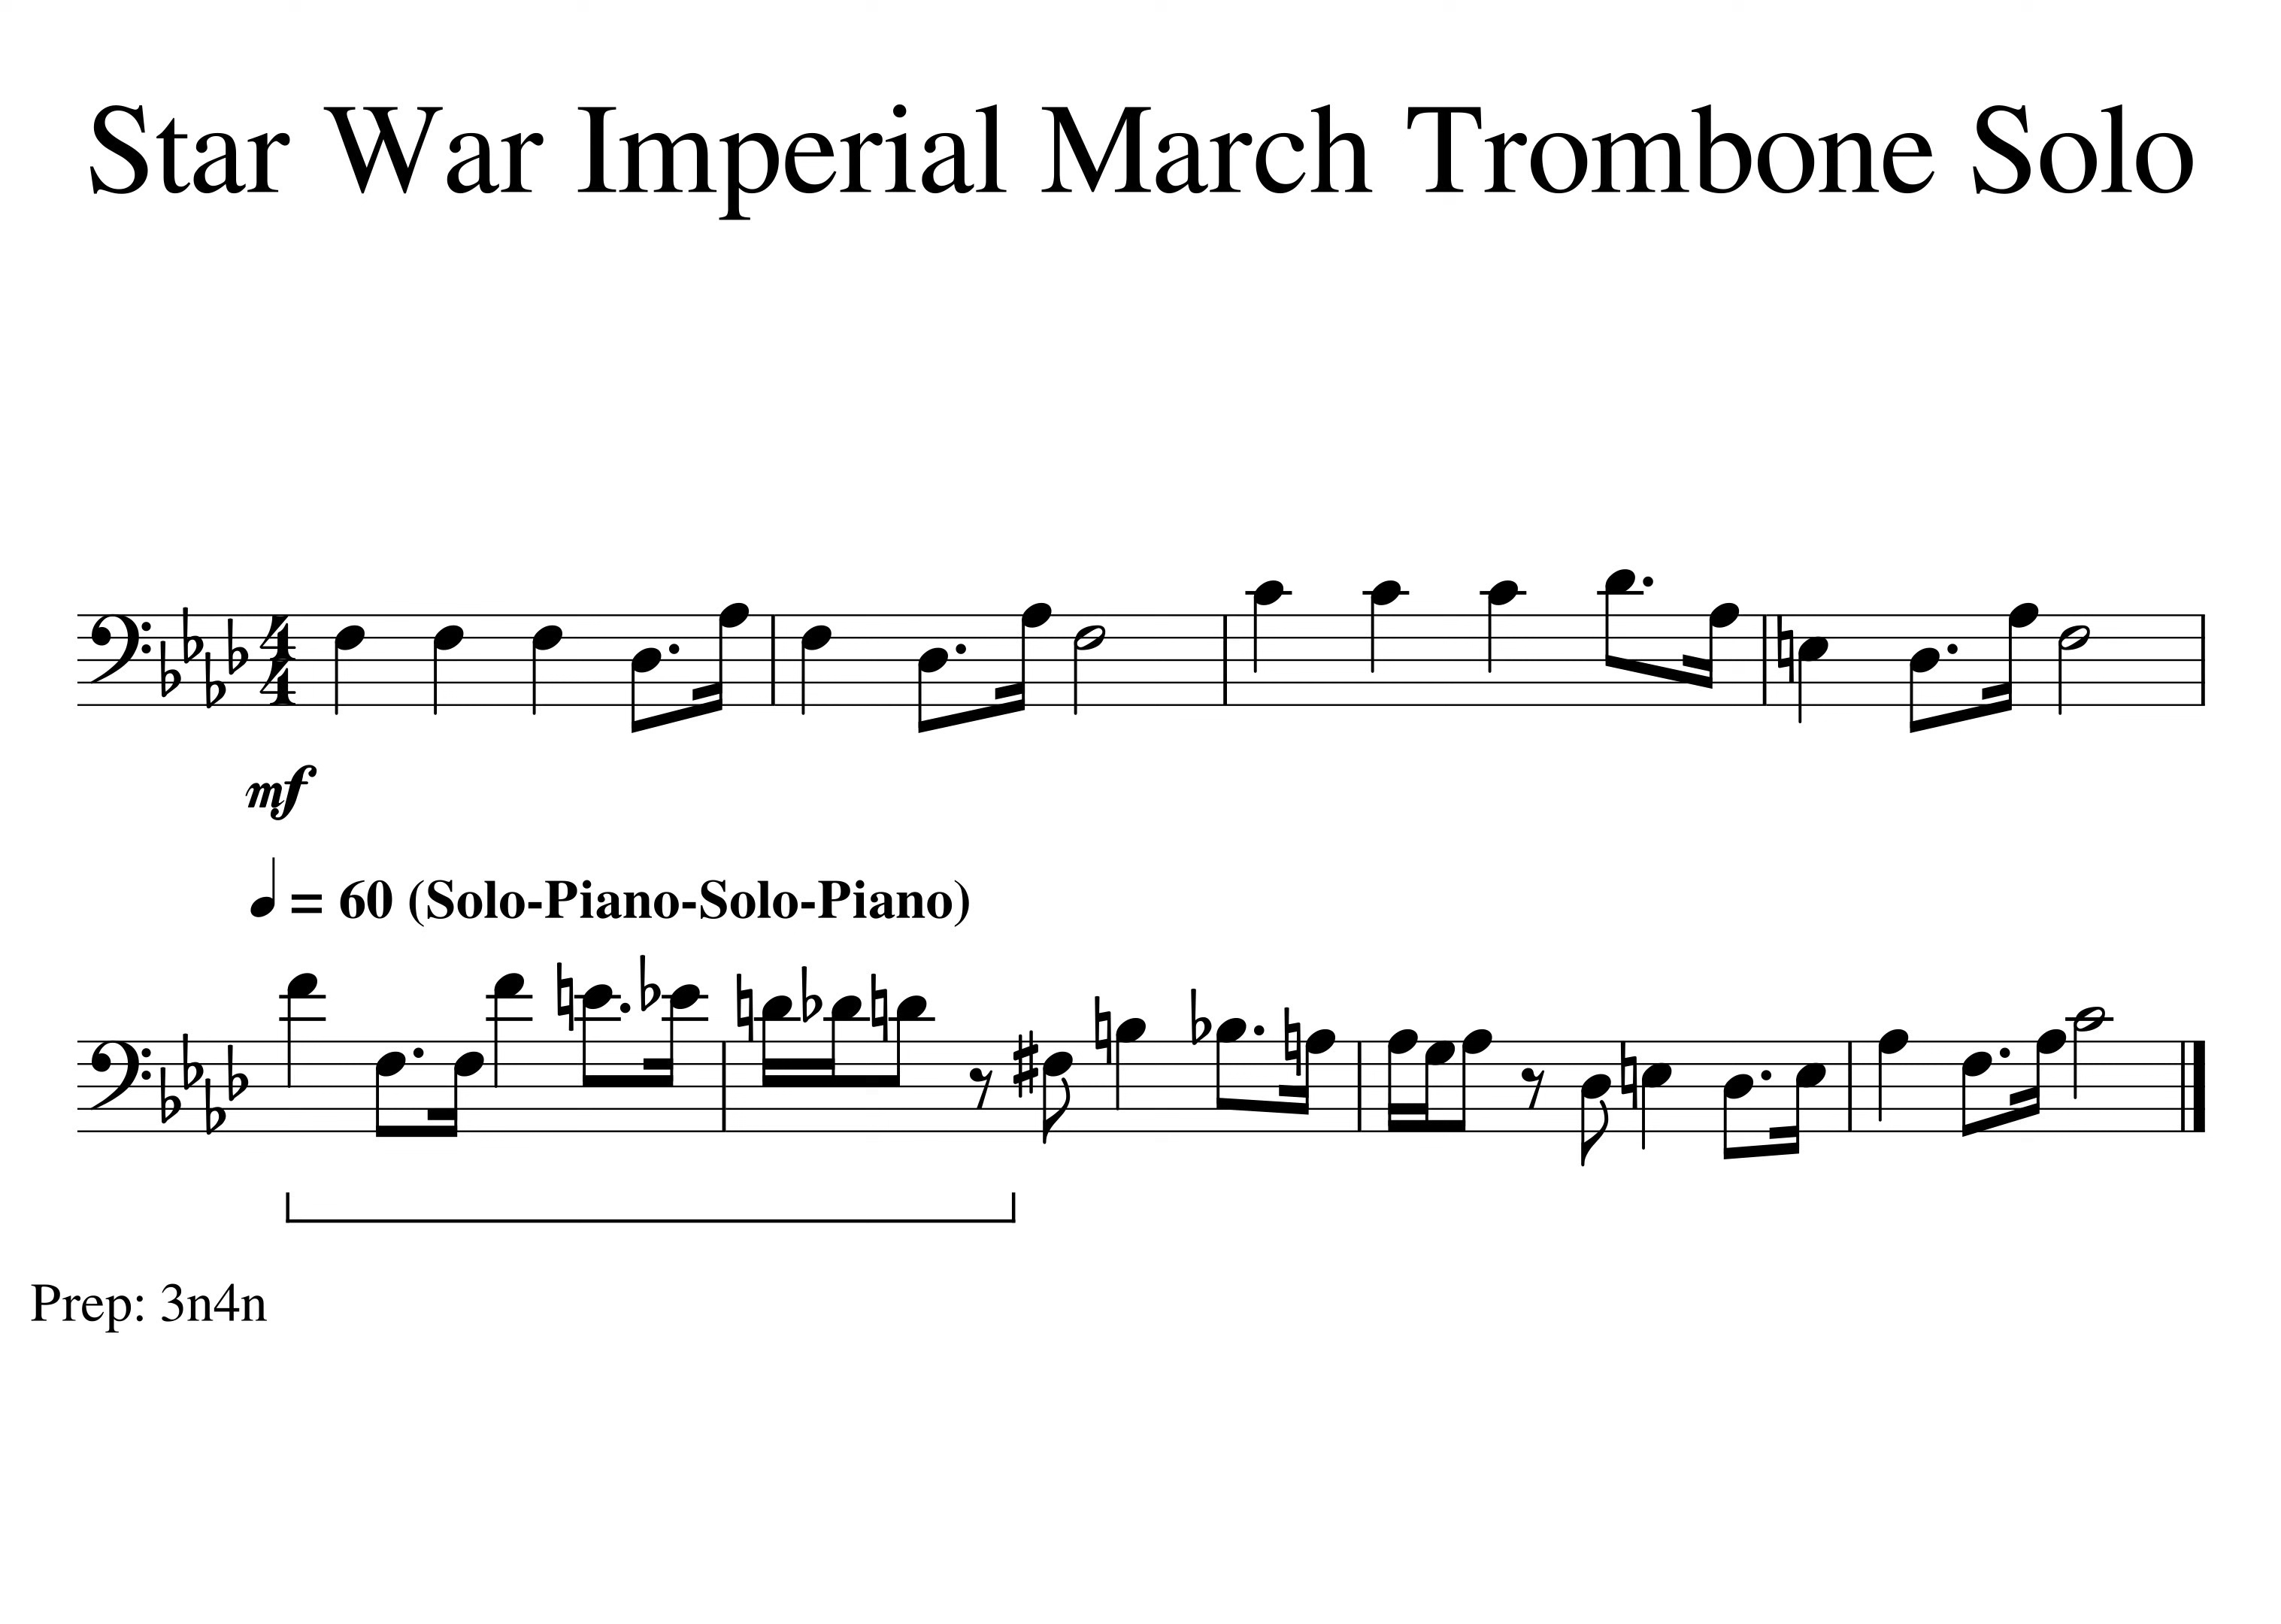 Star War Imperial March Trombone Solo
mf
= 60 (Solo-Piano-Solo-Piano)
Prep: 3n4n